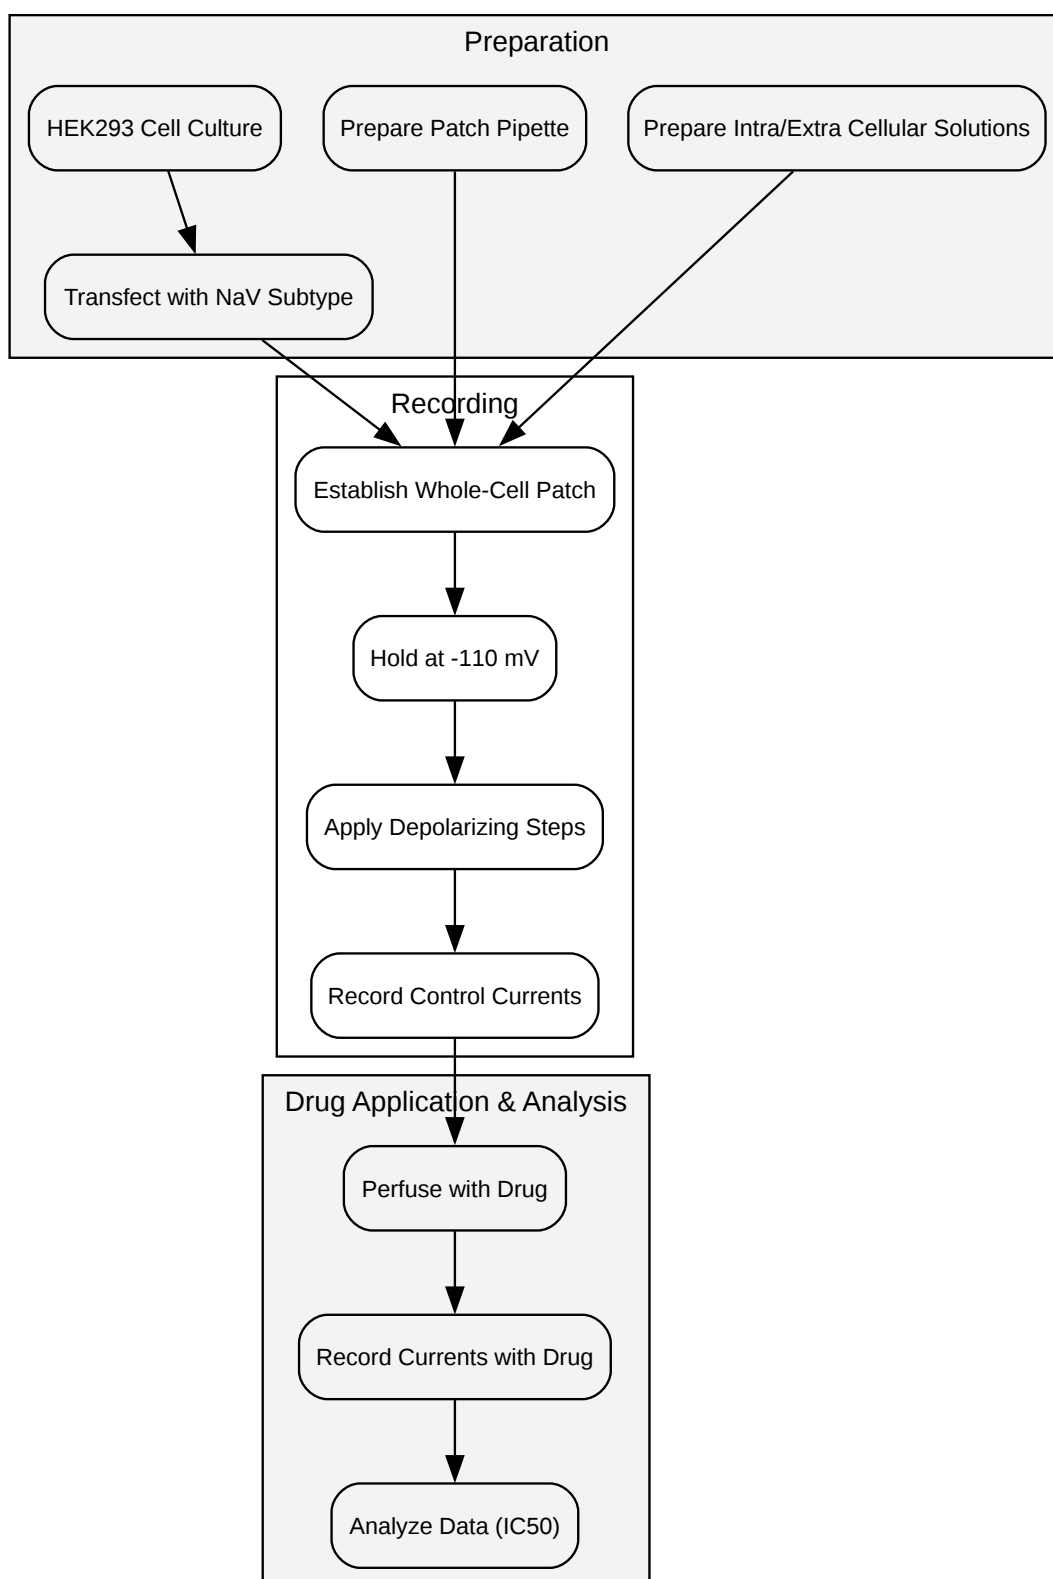 Preparation
HEK293 Cell Culture
Prepare Patch Pipette
Prepare Intra/Extra Cellular Solutions
Transfect with NaV Subtype
Recording
Establish Whole-Cell Patch
Hold at -110 mV
Apply Depolarizing Steps
Record Control Currents
Drug Application & Analysis
Perfuse with Drug
Record Currents with Drug
Analyze Data (IC50)